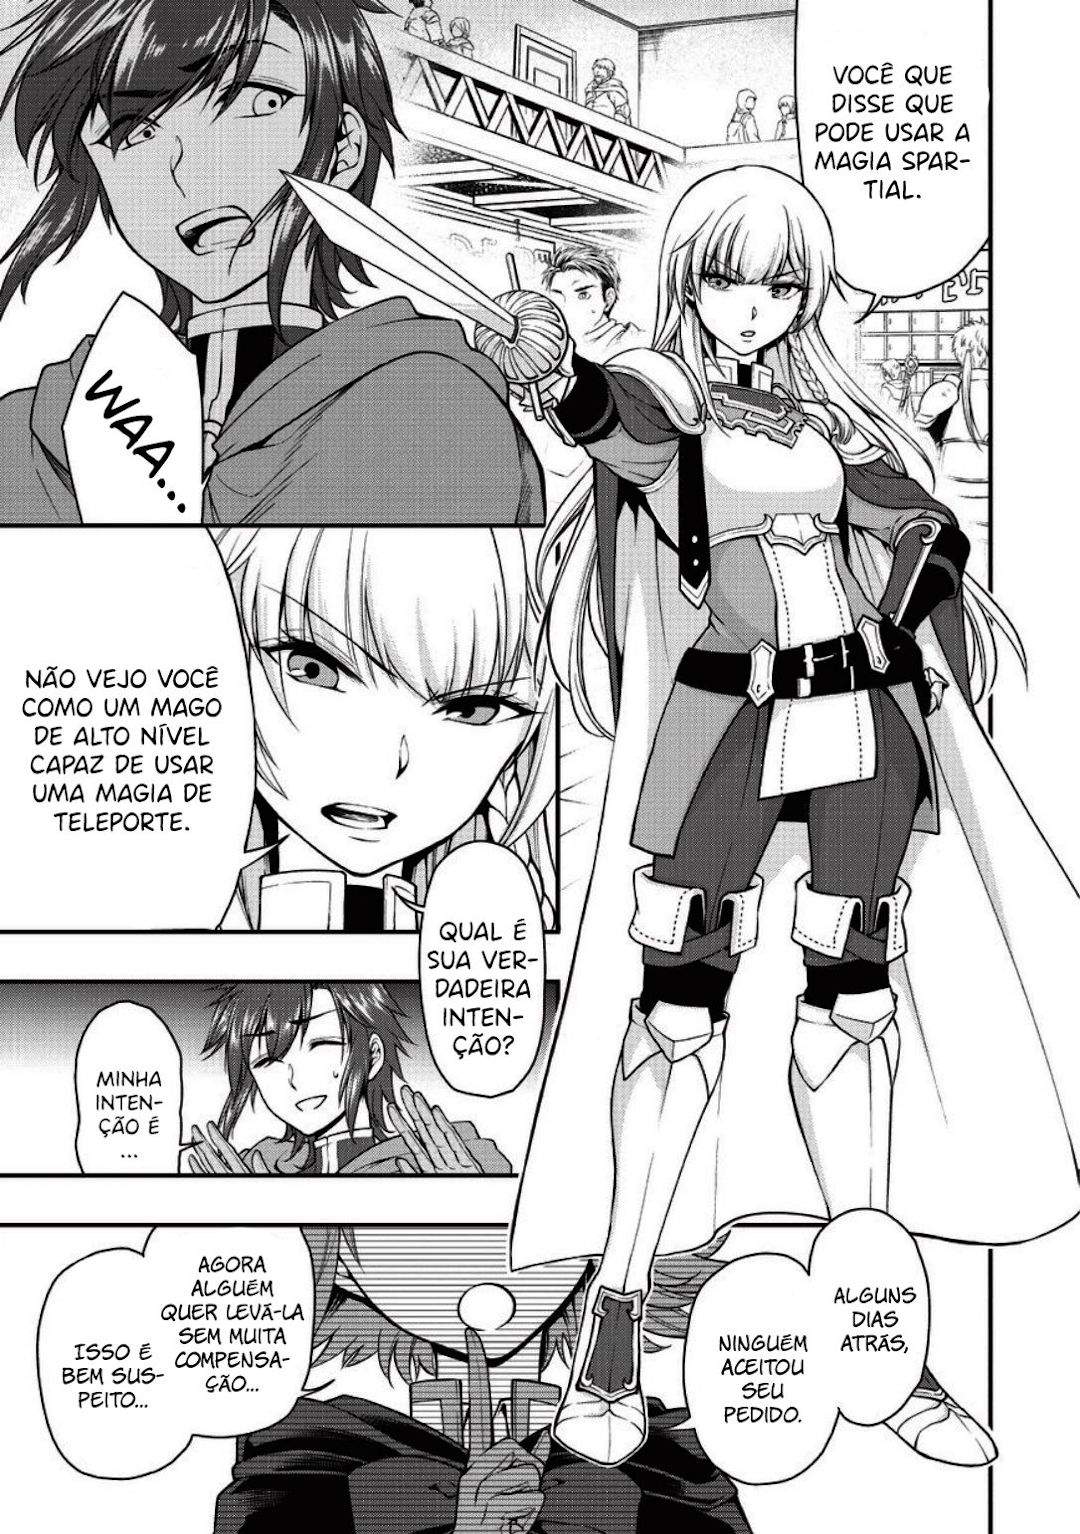 VOCÊ QUE
DISSE QUE
PODE USAR A
MAGIA SPAR-
TIAL.
WAA...
NÃO VEJO VOCÊ
COMO UM MAGO
DE ALTO NÍVEL
CAPAZ DE USAR
UMA MAGIA DE
TELEPORTE.
QUAL É
SUA VER-
DADEIRA
INTEN-
ÇÃO?
MINHA
INTEN-
ÇÃO É
...
ALGUNS
DIAS
ATRÁS,
NINGUÉM
ACEITOU
SEU
PEDIDO.
AGORA
ALGUÉM
QUER LEVÁ-LA
SEM MUITA
COMPENSA-
ÇÃO...
ISSO É
BEM SUS-
PEITO...